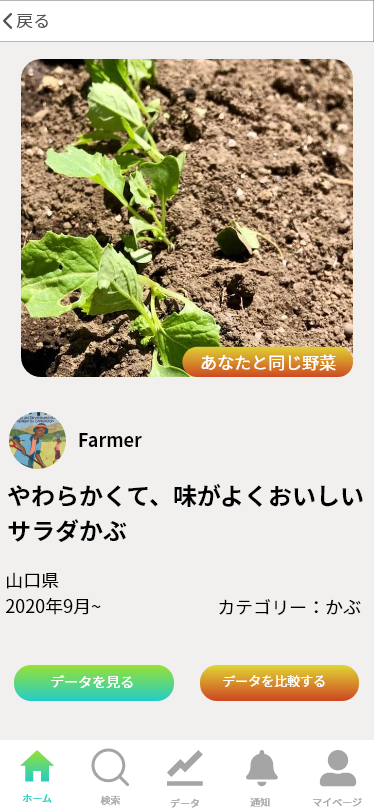 戻る
あなたと同じ野菜
Farmer
やわらかくて、味がよくおいしい
サラダかぶ
山口県
2020年9月~
カテゴリー：かぶ
データを見る
データを比較する
ホーム
検索
データ
通知
マイページ